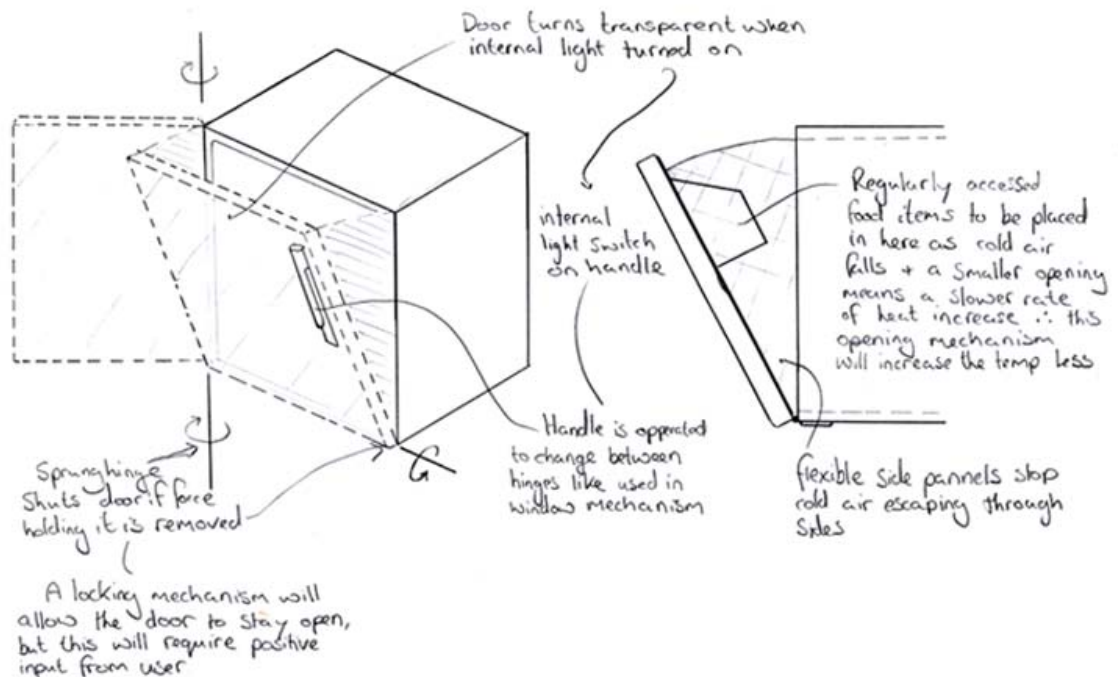 Door turns transparent when
internal light turned on
internal
light switch
on handle
Regularly accessed
food items to be placed
in here as cold air
falls + a smaller opening
means a slower rate
of heat increase ∴ this
opening mechanism
will increase the temp less
Handle is opperated
to change between
hinges like used in
window mechanism
flexible side pannels stop
cold air escaping through
sides
Sprung hinge
shuts door if force
holding it is removed
A locking mechanism will
allow the door to stay open,
but this will require positive
input from user